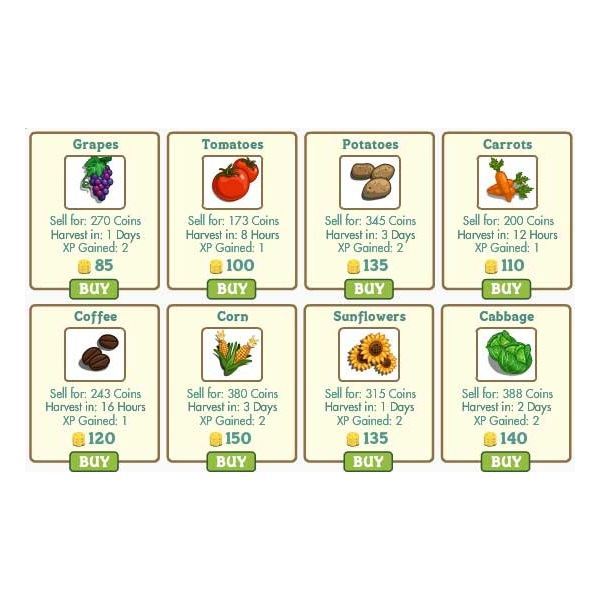 Grapes
Sell for: 270 Coins
Harvest in: 1 Days
XP Gained: 2
85
BUY
Tomatoes
Sell for: 173 Coins
Harvest in: 8 Hours
XP Gained: 1
100
BUY
Potatoes
Sell for: 345 Coins
Harvest in: 3 Days
XP Gained: 2
135
BUY
Carrots
Sell for: 200 Coins
Harvest in: 12 Hours
XP Gained: 1
110
BUY
Coffee
Sell for: 243 Coins
Harvest in: 16 Hours
XP Gained: 1
120
BUY
Corn
Sell for: 380 Coins
Harvest in: 3 Days
XP Gained: 2
150
BUY
Sunflowers
Sell for: 315 Coins
Harvest in: 1 Days
XP Gained: 2
135
BUY
Cabbage
Sell for: 388 Coins
Harvest in: 2 Days
XP Gained: 2
140
BUY